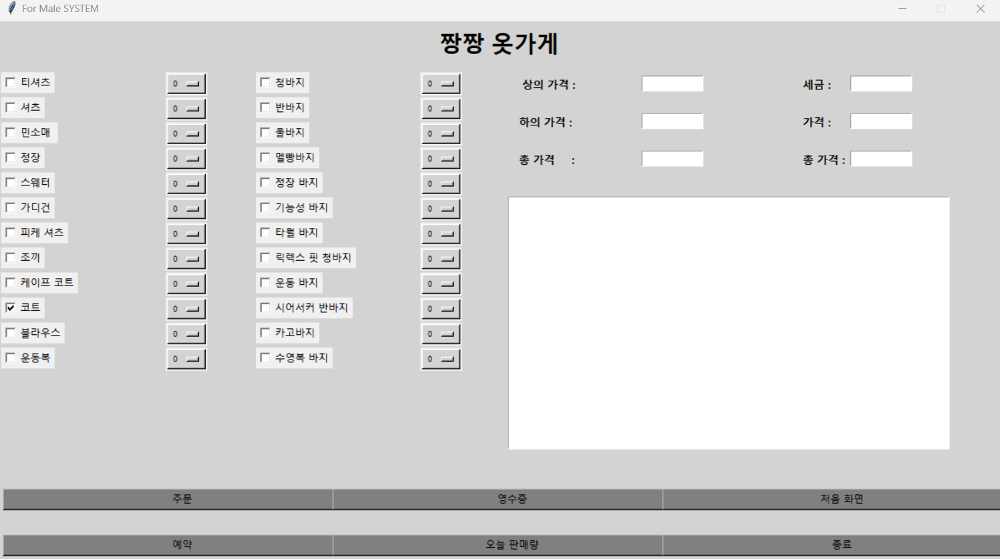 For Male SYSTEM
짱짱 옷가게
티셔츠 0 청바지 0 상의 가격 : 세금 :
셔츠 0 반바지 0
민소매 0 울바지 0 하의 가격 : 가격 :
정장 0 멜빵바지 0 총 가격 : 총 가격 :
스웨터 0 정장 바지 0
가디건 0 기능성 바지 0
피케 셔츠 0 타월 바지 0
조끼 0 릭렉스 핏 청바지 0
케이프 코트 0 운동 바지 0
코트 0 시어서커 반바지 0
블라우스 0 카고바지 0
운동복 0 수영복 바지 0
주문 영수증 처음 화면
예약 오늘 판매량 종료